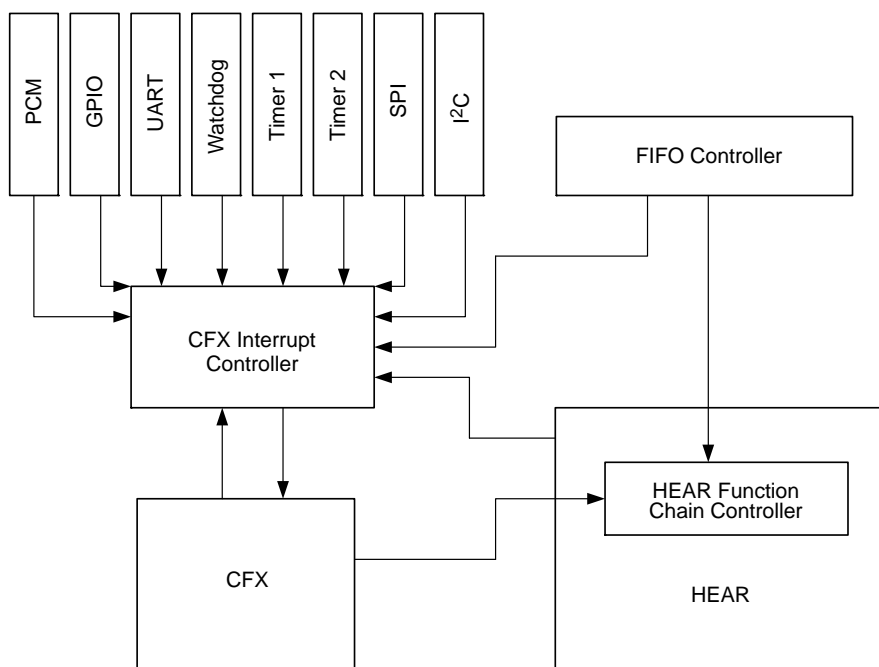 PCM
GPIO
UART
Watchdog
Timer 1
Timer 2
SPI
I²C
FIFO Controller
CFX Interrupt
Controller
HEAR Function
Chain Controller
CFX
HEAR